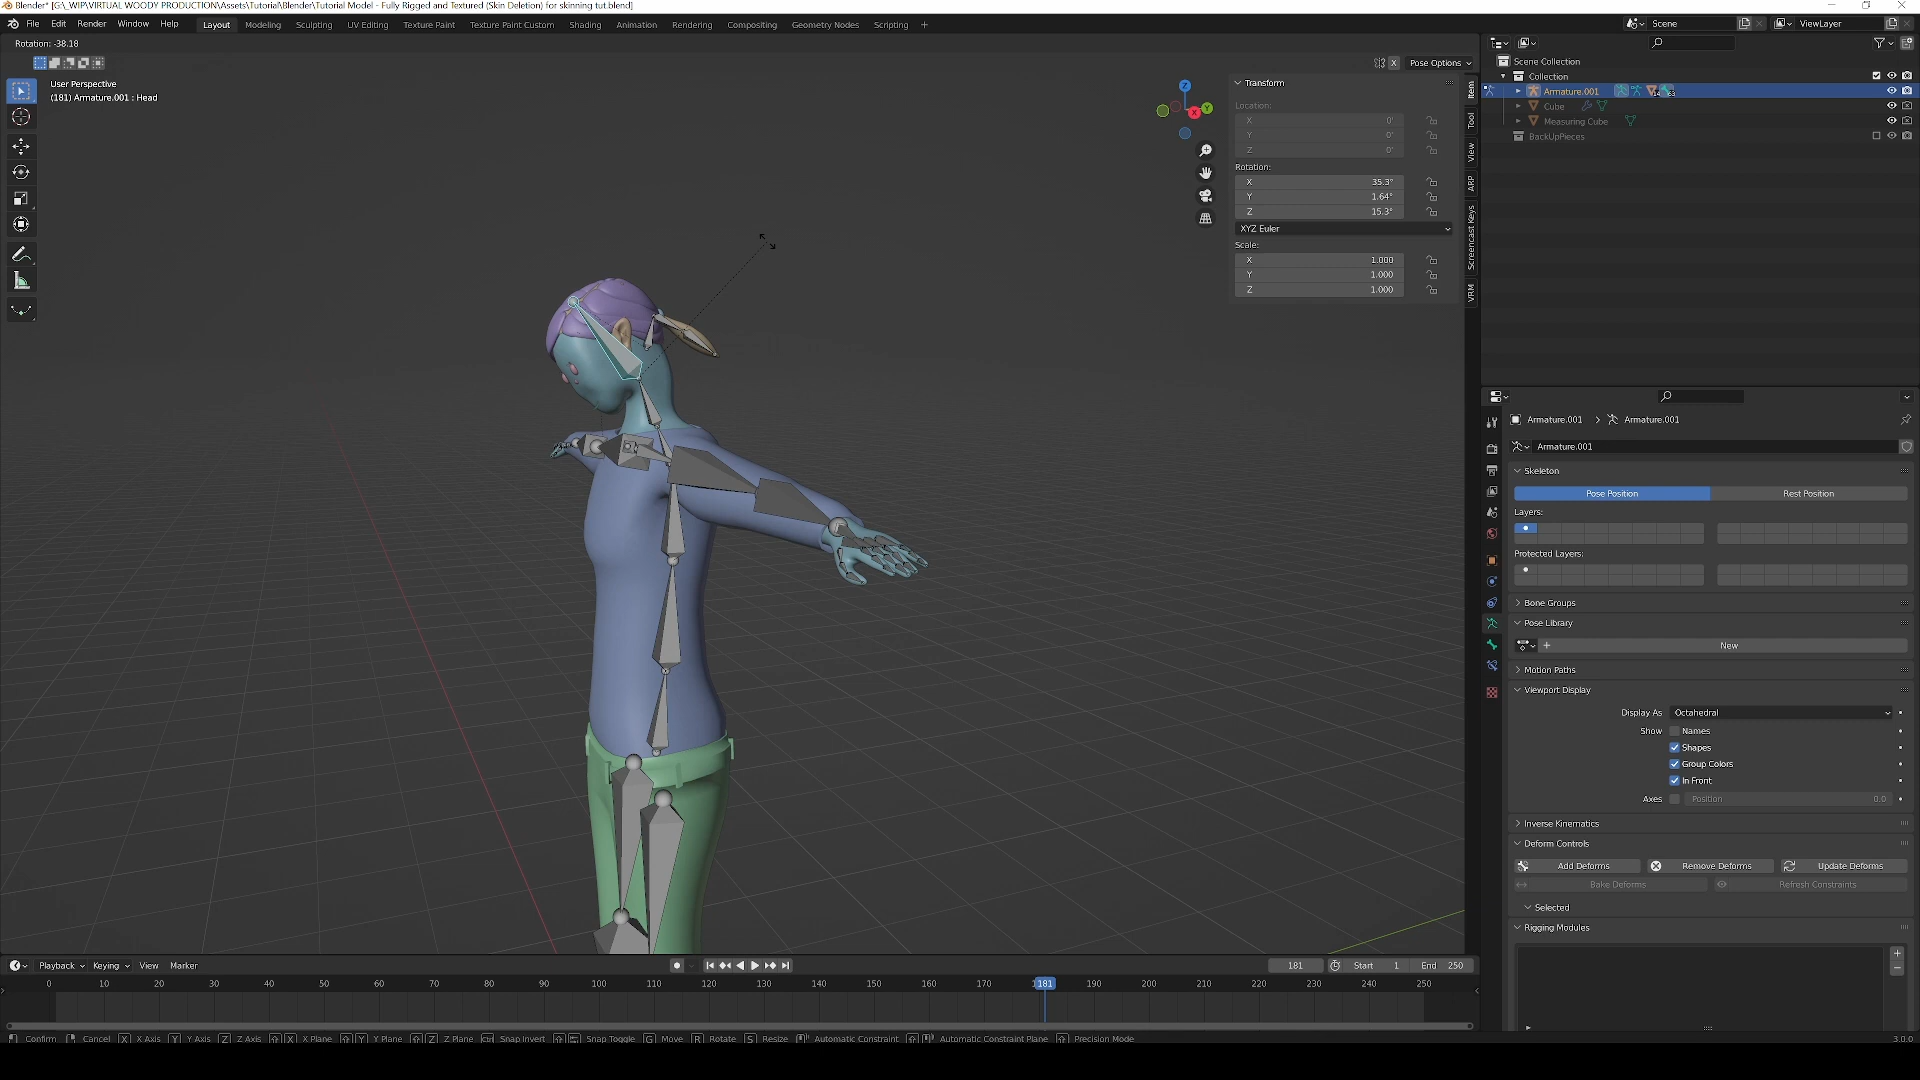 Blender* [G:\_WIP\VIRTUAL WOODY PRODUCTION\Assets\Tutorial\Blender\Tutorial Model - Fully Rigged and Textured (Skin Deletion) for skinning tut.blend]
File Edit Render Window Help Layout Modeling Sculpting UV Editing Texture Paint Texture Paint Custom Shading Animation Rendering Compositing Geometry Nodes Scripting + Scene ViewLayer
Rotation: -38.18
X Pose Options
User Perspective
(181) Armature.001 : Head
Z
Y
X
Transform
Location:
X 0'
Y 0'
Z 0'
Rotation:
X 35.3°
Y 1.64°
Z 15.3°
XYZ Euler
Scale:
X 1.000
Y 1.000
Z 1.000
Item
Tool
View
ARP
Screencast Keys
VRM
Scene Collection
Collection
Armature.001 14 63
Cube
Measuring Cube
BackUpPieces
Armature.001 > Armature.001
Armature.001
Skeleton
Pose Position Rest Position
Layers:
Protected Layers:
Bone Groups
Pose Library
+ New
Motion Paths
Viewport Display
Display As Octahedral
Show Names
Shapes
Group Colors
In Front
Axes Position 0.0
Inverse Kinematics
Deform Controls
Add Deforms Remove Deforms Update Deforms
Bake Deforms Refresh Constraints
Selected
Rigging Modules
Playback Keying View Marker 181 Start 1 End 250
0 10 20 30 40 50 60 70 80 90 100 110 120 130 140 150 160 170 181 190 200 210 220 230 240 250
Confirm Cancel X X Axis Y Y Axis Z Z Axis X X Plane Y Y Plane Z Z Plane Ctrl Snap Invert Snap Toggle G Move R Rotate S Resize Automatic Constraint Automatic Constraint Plane Precision Mode 3.0.0